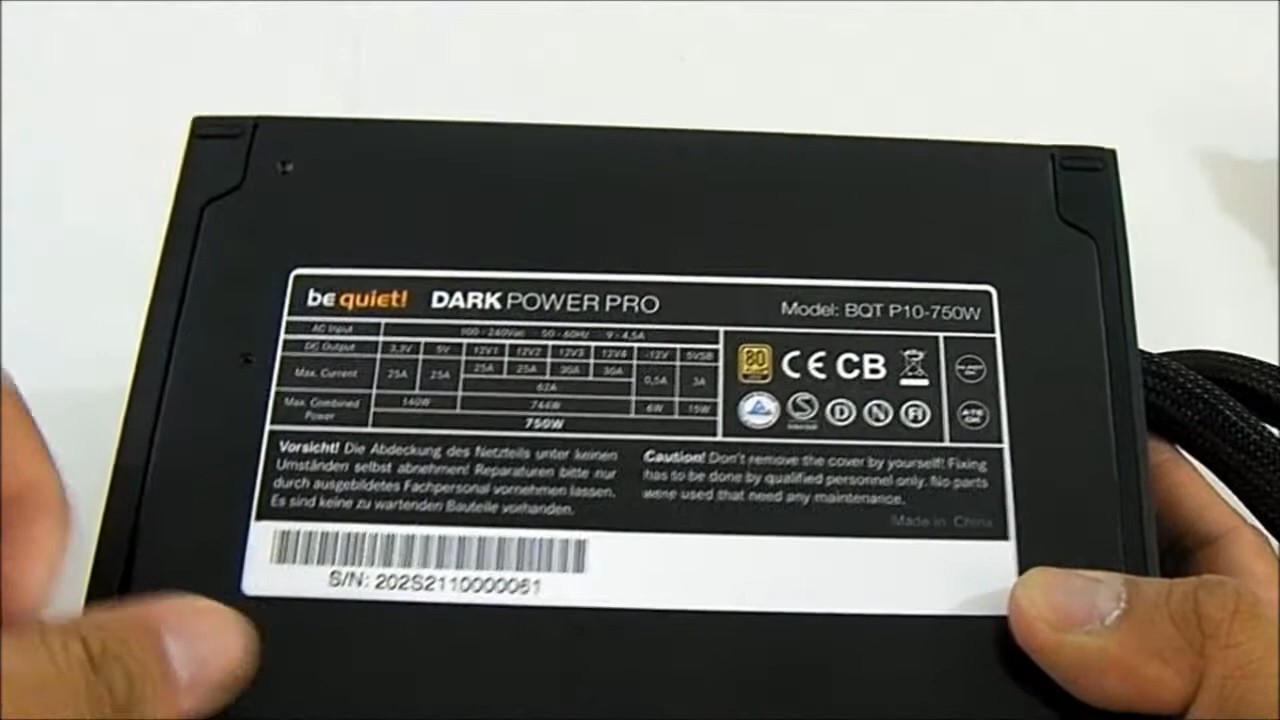 be quiet! DARK POWER PRO
Model: BQT P10-750W
AC Input 100 - 240Vac 50 - 60Hz 9 - 4,5A
DC Output 3,3V 5V 12V1 12V2 12V3 12V4 -12V 5VSB
Max. Current 25A 25A 25A 25A 30A 30A 0,5A 3A
62A
Max. Combined Power 140W 744W 6W 15W
750W
80
CE CB
S D N FI
Vorsicht! Die Abdeckung des Netzteils unter keinen
Umständen selbst abnehmen! Reparaturen bitte nur
durch ausgebildetes Fachpersonal vornehmen lassen.
Es sind keine zu wartenden Bauteile vorhanden.
Caution! Don't remove the cover by yourself! Fixing
has to be done by qualified personnel only. No parts
were used that need any maintenance.
Made in China
S/N: 202S2110000061